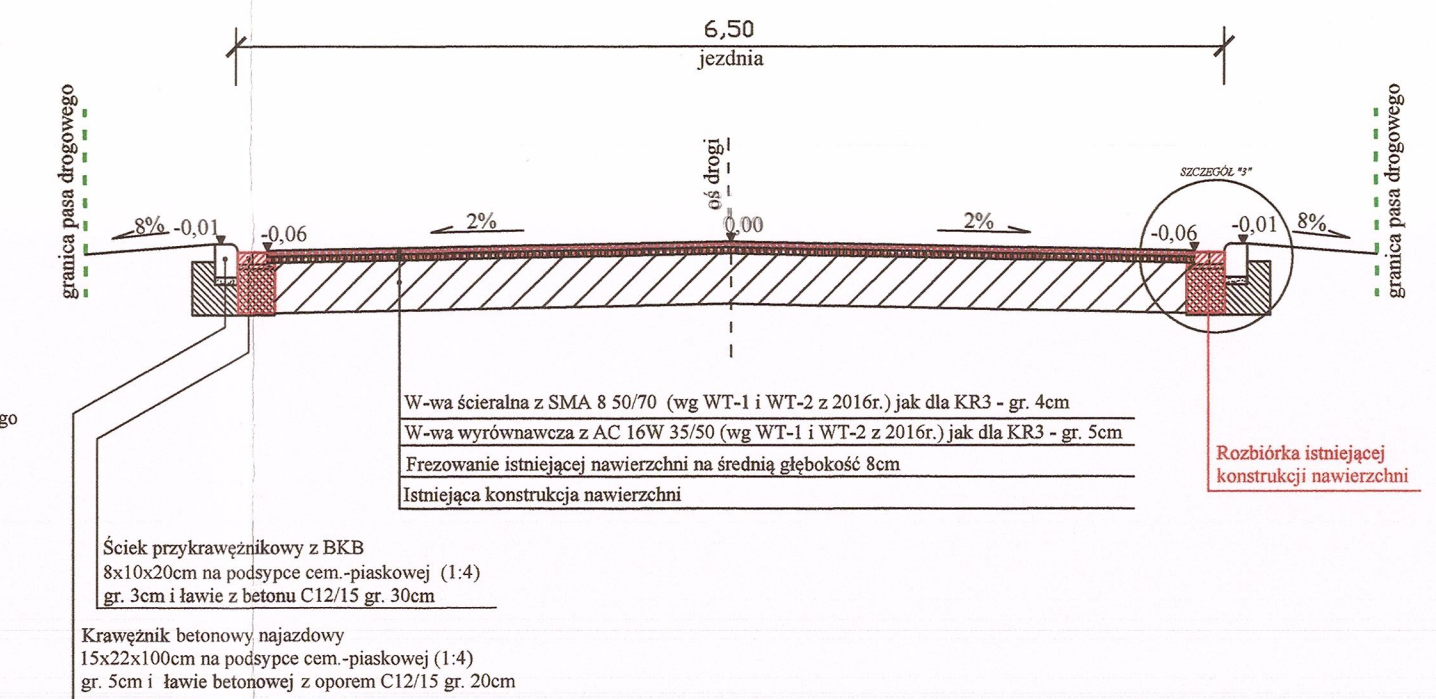 6,50
jezdnia
granica pasa drogowego
granica pasa drogowego
oś drogi
SZCZEGÓŁ "3"
8%
-0,01
-0,06
2%
0,00
2%
-0,06
-0,01
8%
W-wa ścieralna z SMA 8 50/70 (wg WT-1 i WT-2 z 2016r.) jak dla KR3 - gr. 4cm
W-wa wyrównawcza z AC 16W 35/50 (wg WT-1 i WT-2 z 2016r.) jak dla KR3 - gr. 5cm
Frezowanie istniejącej nawierzchni na średnią głębokość 8cm
Istniejąca konstrukcja nawierzchni
go
Rozbiórka istniejącej
konstrukcji nawierzchni
Ściek przykrawężnikowy z BKB
8x10x20cm na podsypce cem.-piaskowej (1:4)
gr. 3cm i ławie z betonu C12/15 gr. 30cm
Krawężnik betonowy najazdowy
15x22x100cm na podsypce cem.-piaskowej (1:4)
gr. 5cm i ławie betonowej z oporem C12/15 gr. 20cm